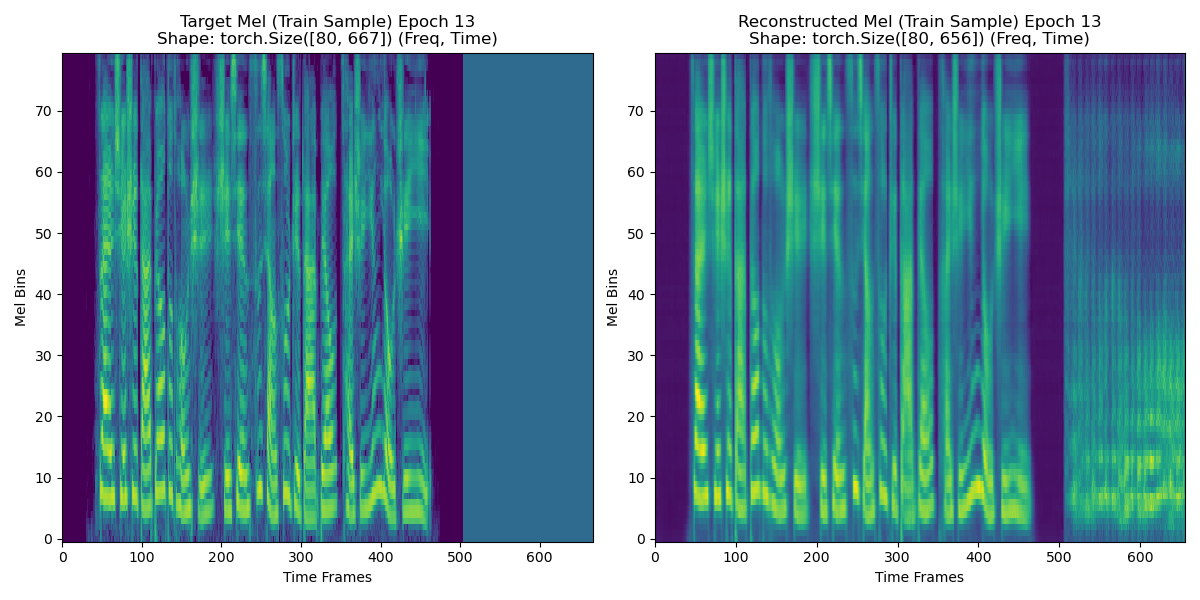 Target Mel (Train Sample) Epoch 13
Shape: torch.Size([80, 667]) (Freq, Time)
Mel Bins
70
60
50
40
30
20
10
0
0 100 200 300 400 500 600
Time Frames
Reconstructed Mel (Train Sample) Epoch 13
Shape: torch.Size([80, 656]) (Freq, Time)
Mel Bins
70
60
50
40
30
20
10
0
0 100 200 300 400 500 600
Time Frames